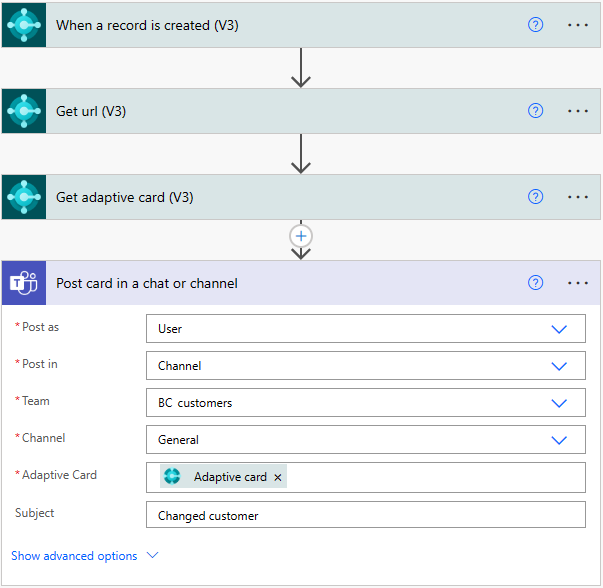 When a record is created (V3)
Get url (V3)
Get adaptive card (V3)
Post card in a chat or channel
* Post as User
* Post in Channel
* Team BC customers
* Channel General
* Adaptive Card Adaptive card ×
Subject Changed customer
Show advanced options